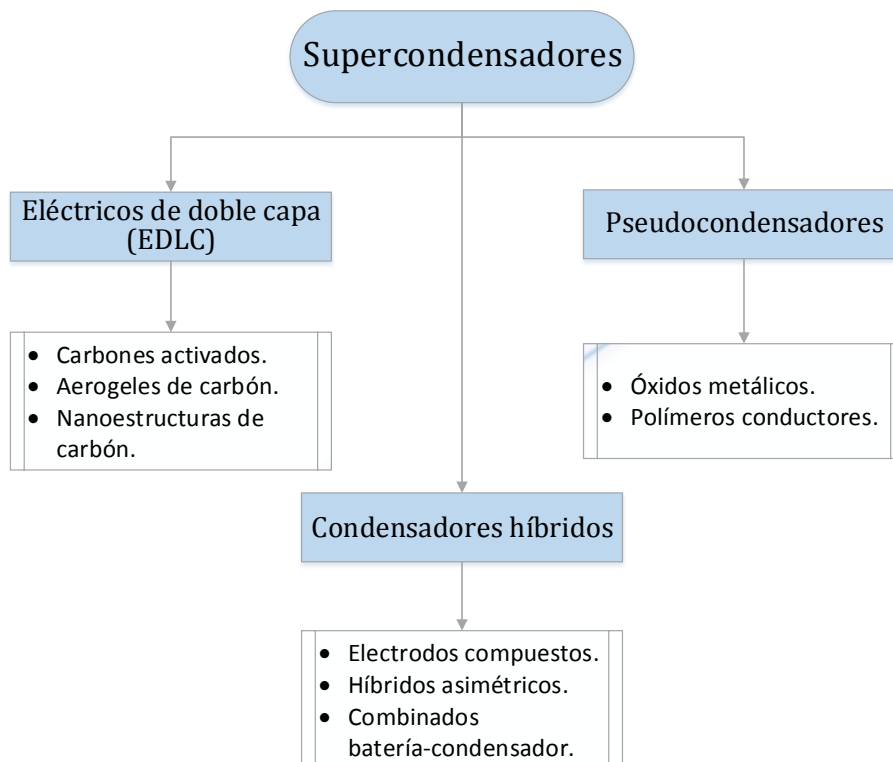 Supercondensadores
Eléctricos de doble capa
(EDLC)
Pseudocondensadores
• Carbones activados.
• Aerogeles de carbón.
• Nanoestructuras de
carbón.
• Óxidos metálicos.
• Polímeros conductores.
Condensadores híbridos
• Electrodos compuestos.
• Híbridos asimétricos.
• Combinados
batería-condensador.